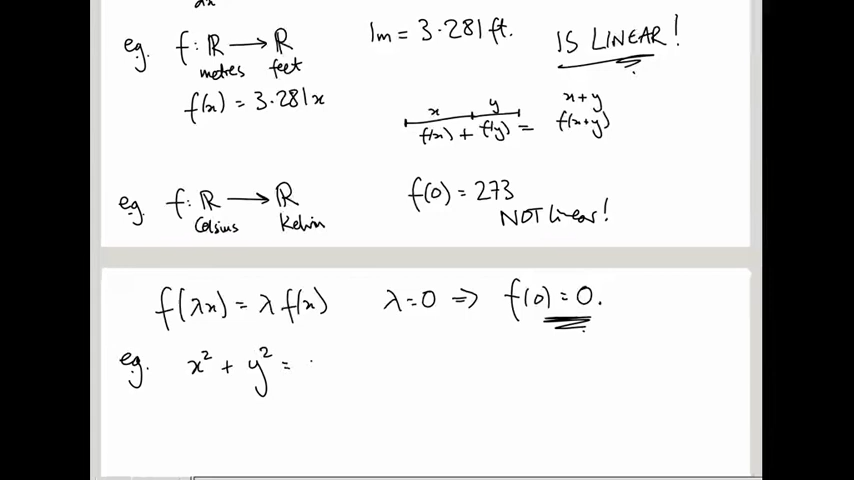 eg. f: ℝ → ℝ 1m = 3.281 ft. IS LINEAR!
metres feet
f(x) = 3.281x
x y x+y
f(x) + f(y) = f(x+y)
eg. f: ℝ → ℝ f(0) = 273
Celsius Kelvin NOT linear!
f(λx) = λ f(x) λ=0 ⇒ f(0) = 0.
eg. x² + y² =